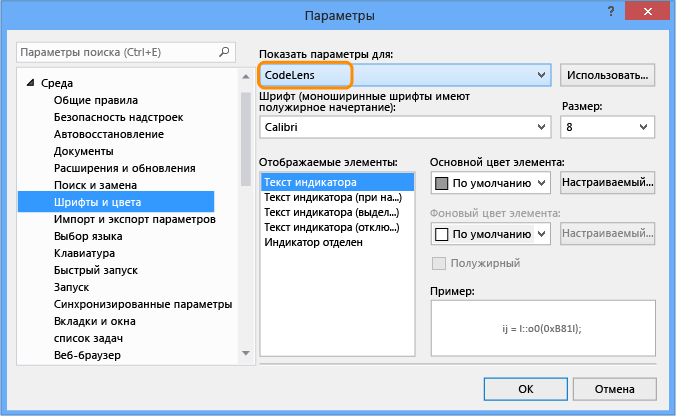 Параметры
?
Параметры поиска (Ctrl+E)
Среда
Общие правила
Безопасность надстроек
Автовосстановление
Документы
Расширения и обновления
Поиск и замена
Шрифты и цвета
Импорт и экспорт параметров
Выбор языка
Клавиатура
Быстрый запуск
Запуск
Синхронизированные параметры
Вкладки и окна
список задач
Веб-браузер
Показать параметры для:
CodeLens
Использовать...
Шрифт (моноширинные шрифты имеют
полужирное начертание):
Размер:
Calibri
8
Отображаемые элементы:
Текст индикатора
Текст индикатора (при на...)
Текст индикатора (выдел...)
Текст индикатора (отклю...)
Индикатор отделен
Основной цвет элемента:
По умолчанию
Настраиваемый...
Фоновый цвет элемента:
По умолчанию
Настраиваемый...
Полужирный
Пример:
ij = I::o0(0xB81l);
ОК
Отмена